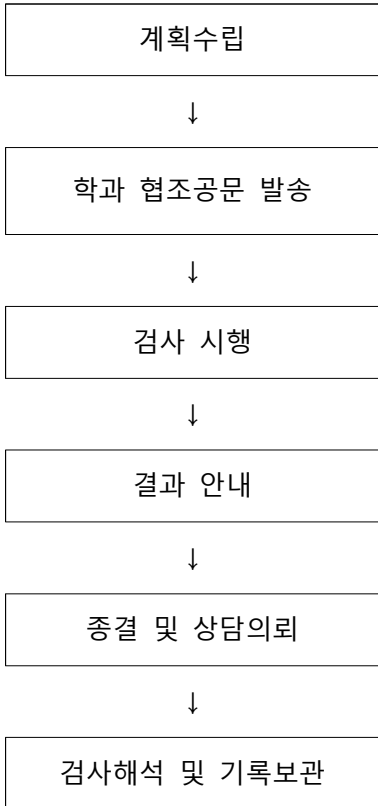 계획수립
↓
학과 협조공문 발송
↓
검사 시행
↓
결과 안내
↓
종결 및 상담의뢰
↓
검사해석 및 기록보관